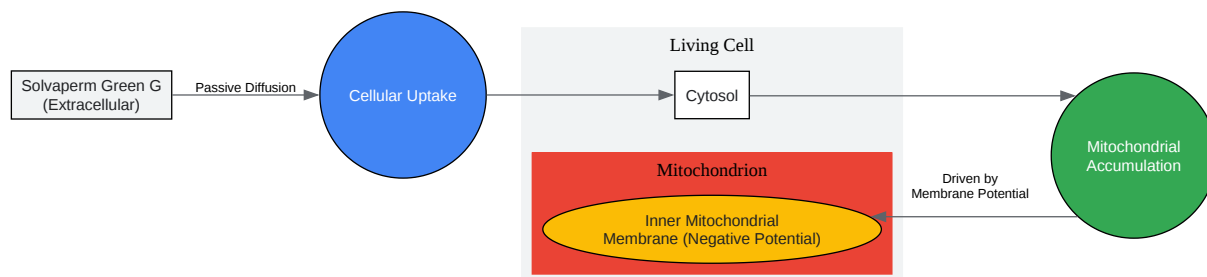 Solvaperm Green G
(Extracellular)
Passive Diffusion
Cellular Uptake
Living Cell
Cytosol
Mitochondrion
Inner Mitochondrial
Membrane (Negative Potential)
Driven by
Membrane Potential
Mitochondrial
Accumulation